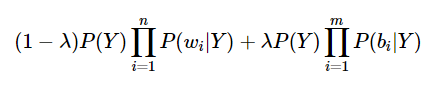 (1 − λ)P(Y) ∏_{i=1}^{n} P(w_i|Y) + λP(Y) ∏_{i=1}^{m} P(b_i|Y)